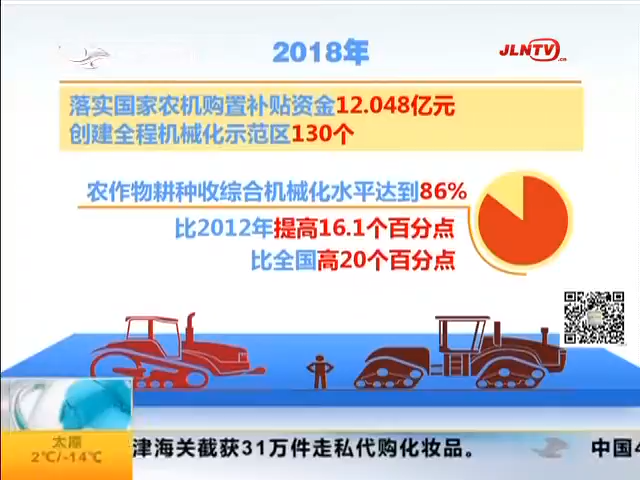 2018年
JLNTV.cn
落实国家农机购置补贴资金12.048亿元
创建全程机械化示范区130个
农作物耕种收综合机械化水平达到86%
比2012年提高16.1个百分点
比全国高20个百分点
太原
2℃/-14℃
津海关截获31万件走私代购化妆品。
中国4